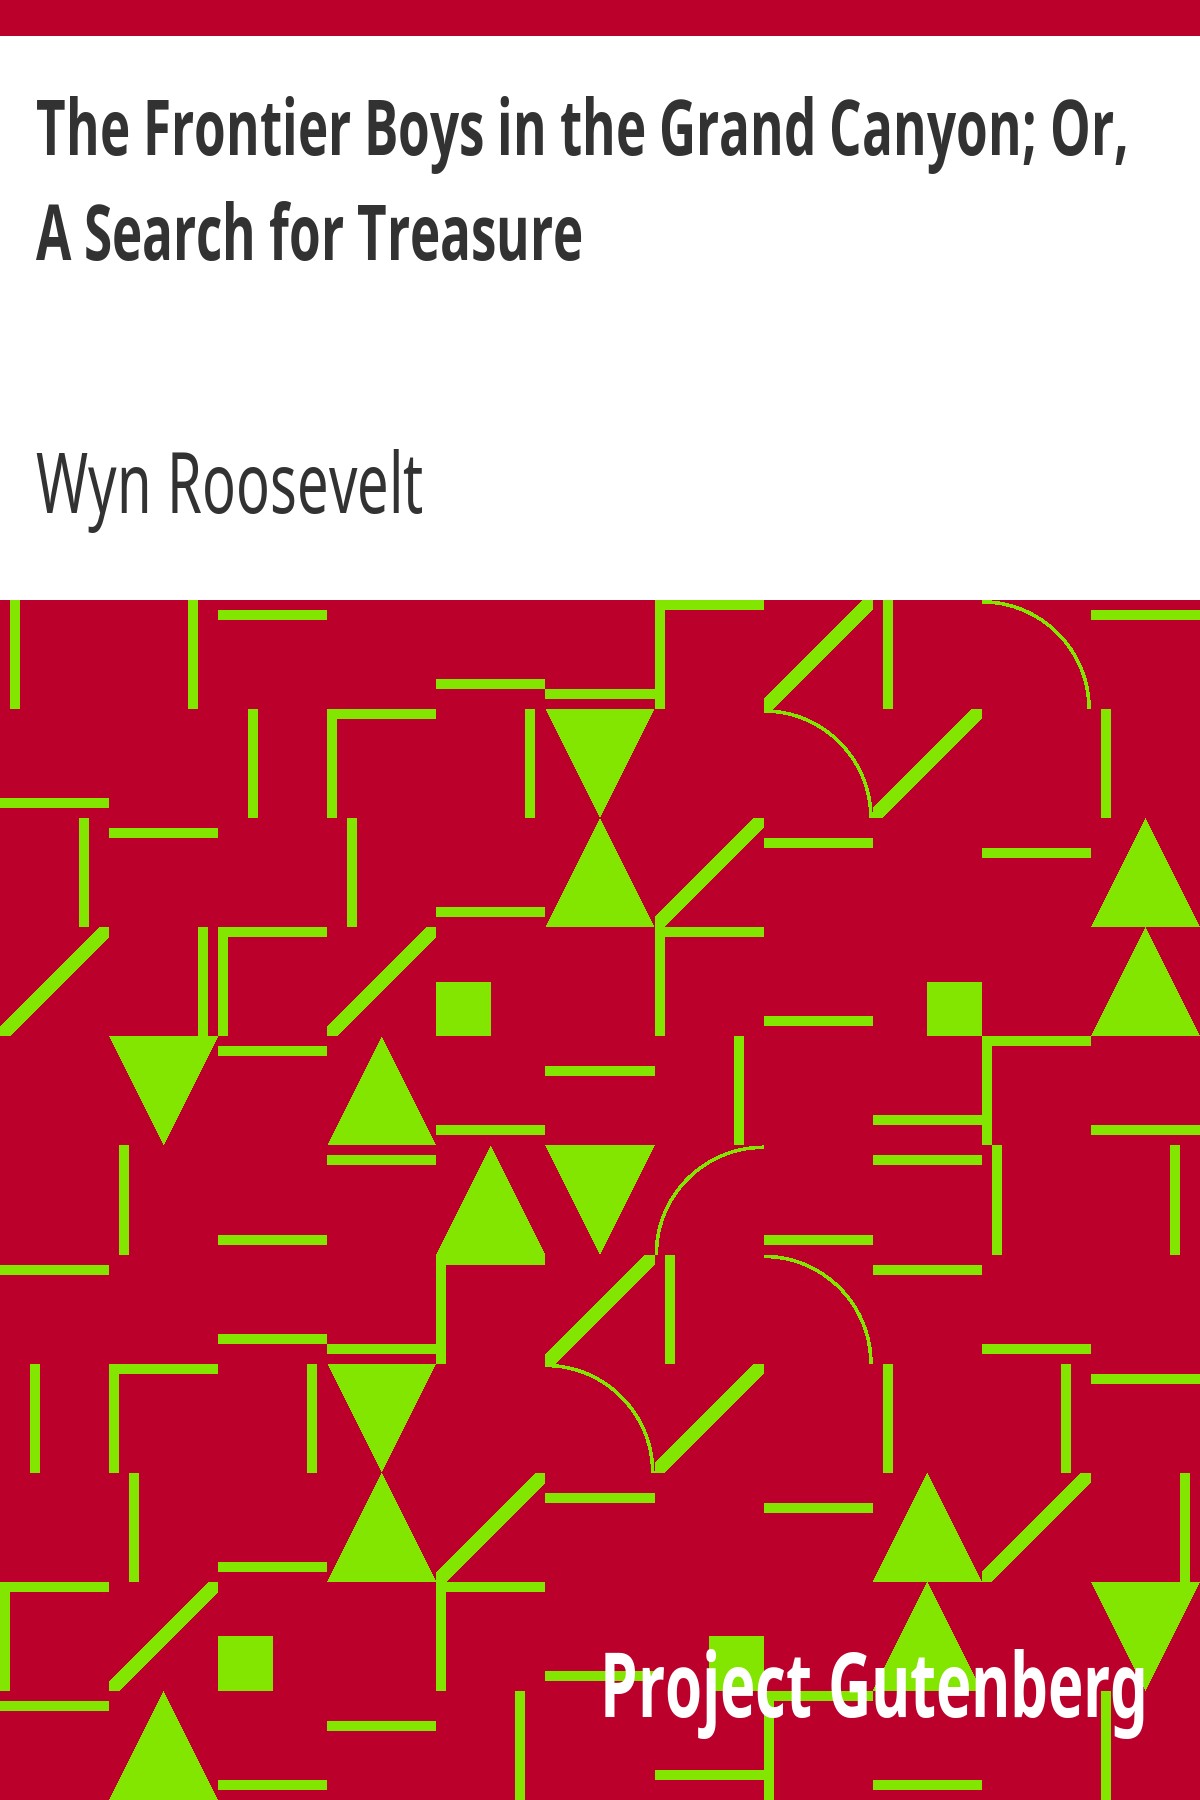 The Frontier Boys in the Grand Canyon; Or,
A Search for Treasure
Wyn Roosevelt
Project Gutenberg